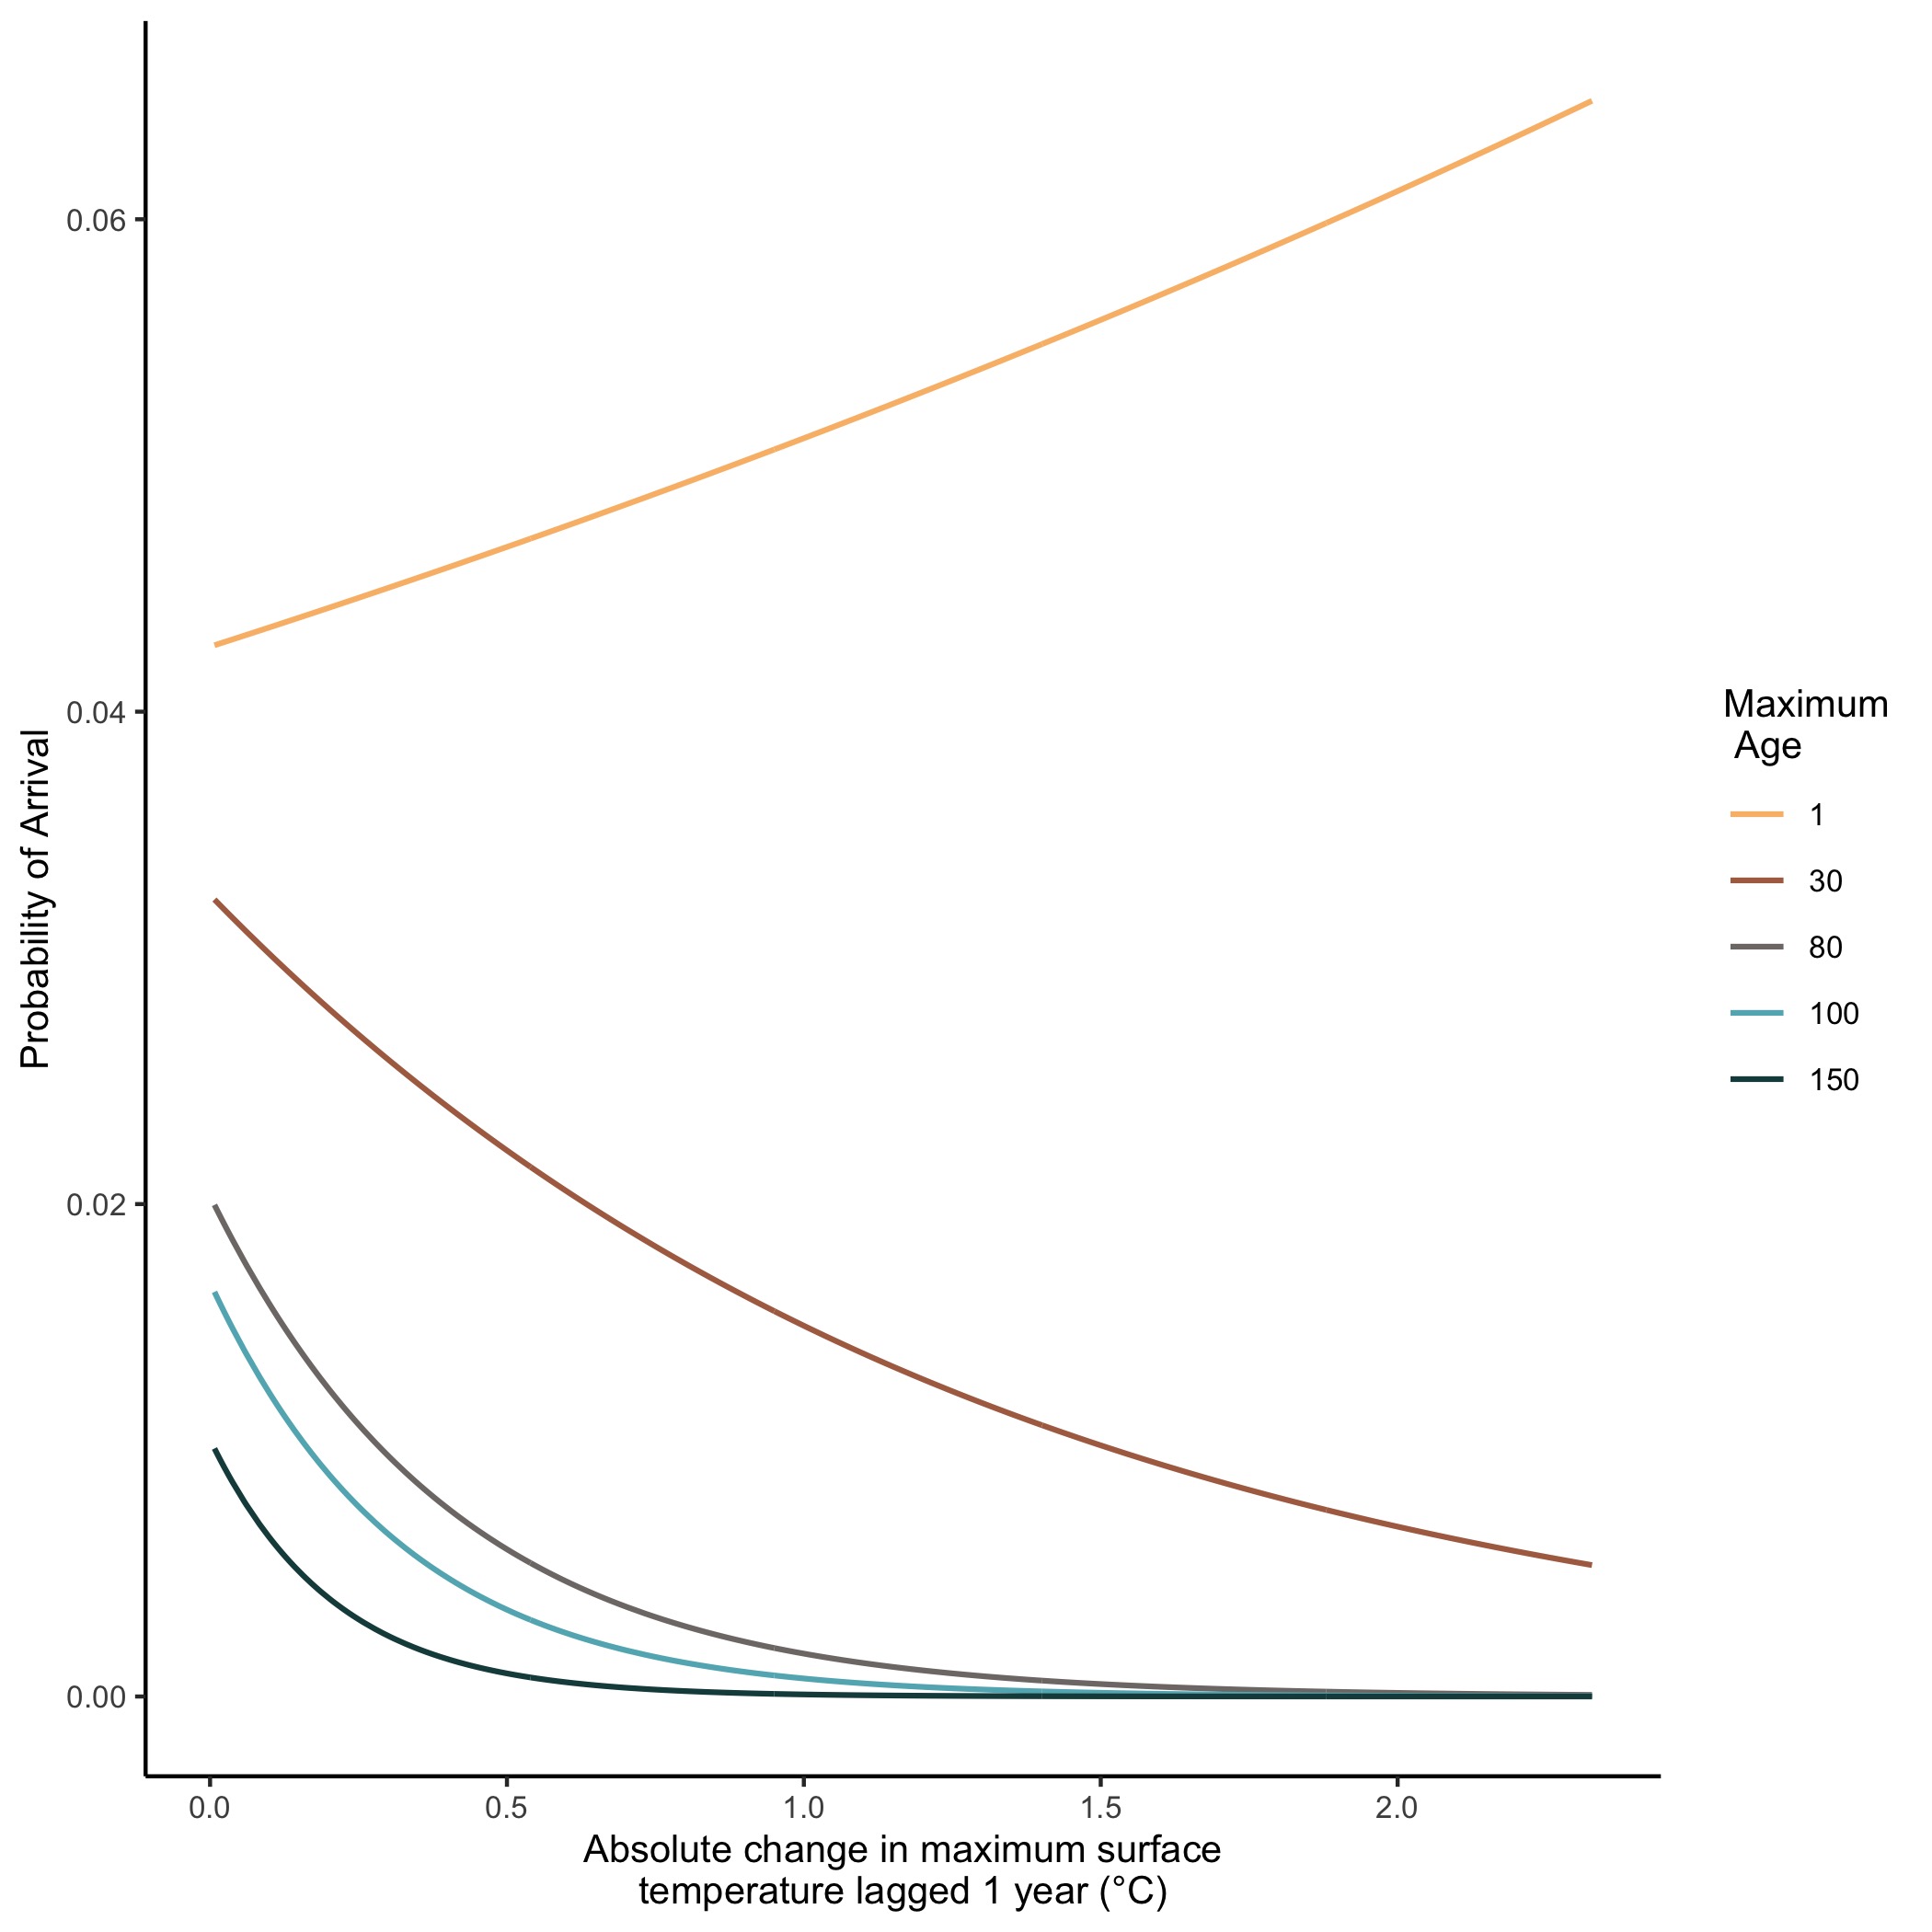 0.06
0.04
0.02
0.00
Probability of Arrival
0.0
0.5
1.0
1.5
2.0
Absolute change in maximum surface
temperature lagged 1 year (°C)
Maximum
Age
1
30
80
100
150